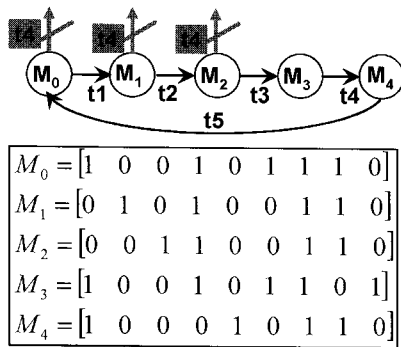 t4 t4 t4
M0 M1 M2 M3 M4
t1 t2 t3 t4
t5
M0 = [1 0 0 1 0 1 1 1 0]
M1 = [0 1 0 1 0 0 1 1 0]
M2 = [0 0 1 1 0 0 1 1 0]
M3 = [1 0 0 1 0 1 1 0 1]
M4 = [1 0 0 0 1 0 1 1 0]